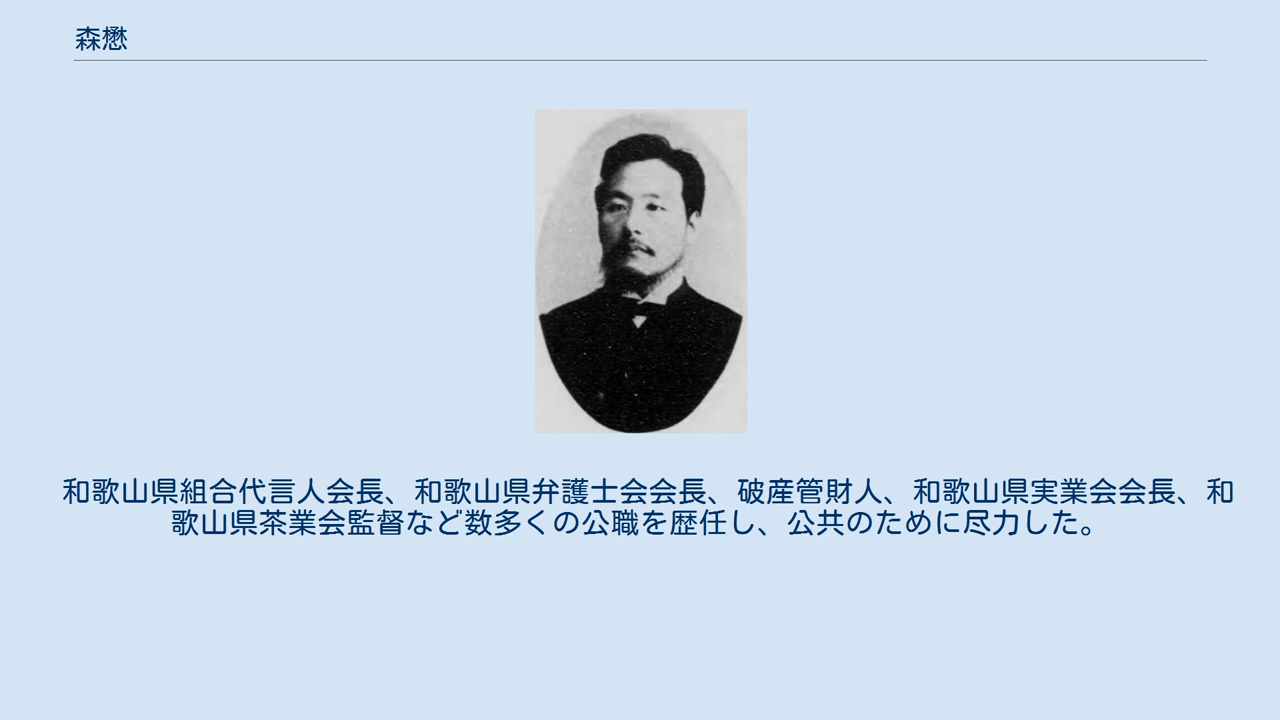 森懋
和歌山県組合代言人会長、和歌山県弁護士会会長、破産管財人、和歌山県実業会会長、和
歌山県茶業会監督など数多くの公職を歴任し、公共のために尽力した。